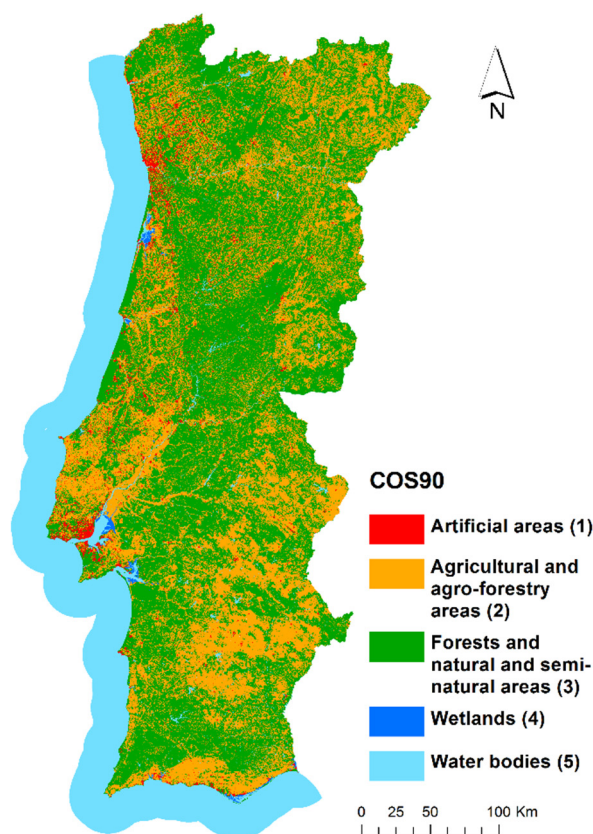 N
COS90
Artificial areas (1)
Agricultural and
agro-forestry
areas (2)
Forests and
natural and semi-
natural areas (3)
Wetlands (4)
Water bodies (5)
0 25 50 100 Km